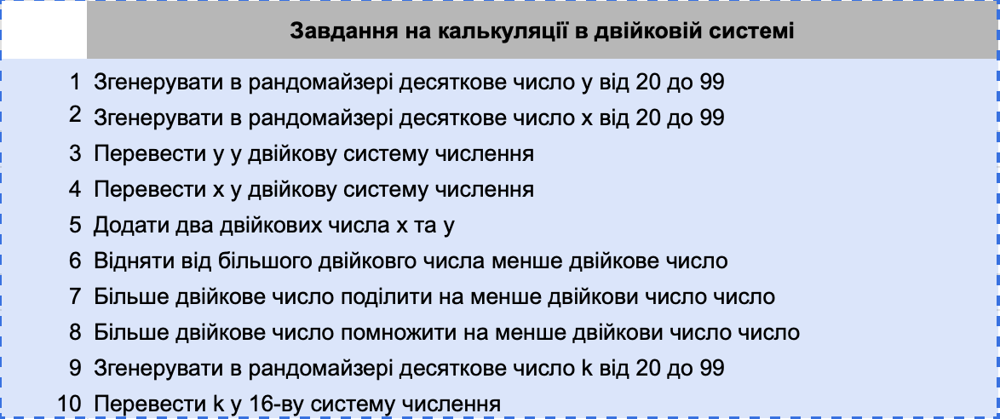 Завдання на калькуляції в двійковій системі
1 Згенерувати в рандомайзері десяткове число y від 20 до 99
2 Згенерувати в рандомайзері десяткове число x від 20 до 99
3 Перевести y у двійкову систему числення
4 Перевести x у двійкову систему числення
5 Додати два двійкових числа x та y
6 Відняти від більшого двійковго числа менше двійкове число
7 Більше двійкове число поділити на менше двійкови число число
8 Більше двійкове число помножити на менше двійкови число число
9 Згенерувати в рандомайзері десяткове число k від 20 до 99
10 Перевести k у 16-ву систему числення